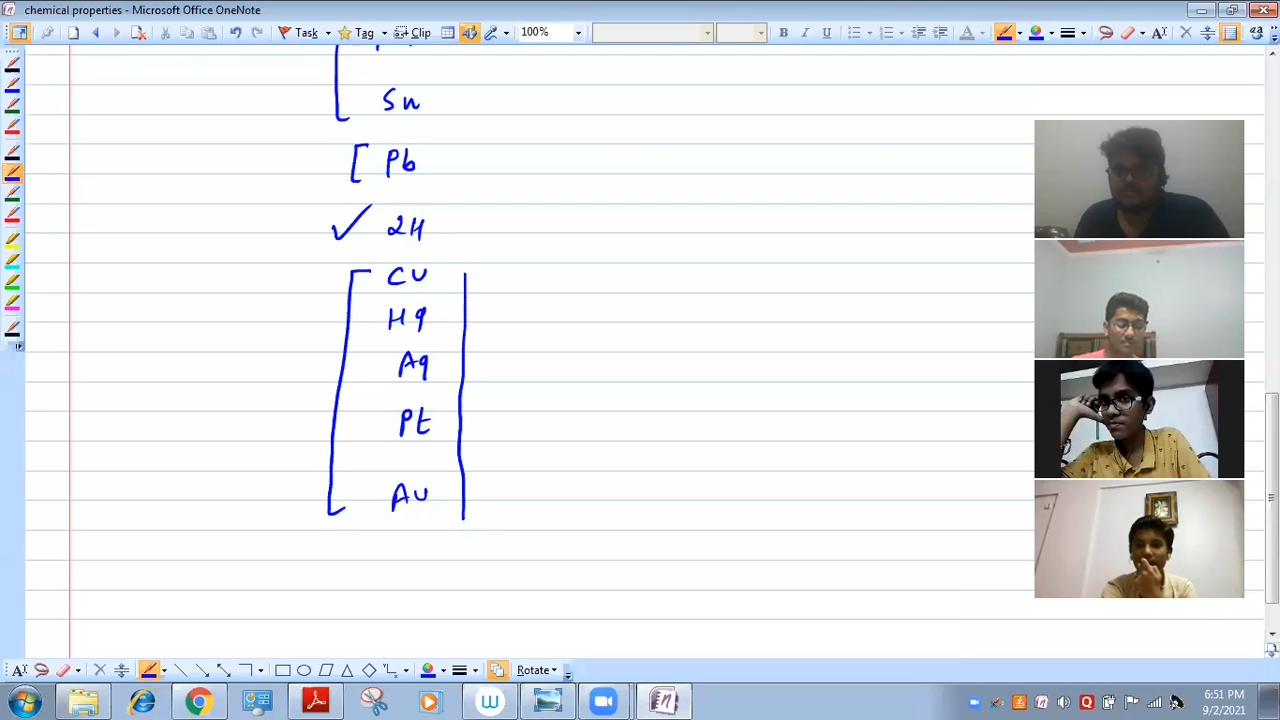 chemical properties - Microsoft Office OneNote
Task Tag Clip 100% B I U A
Sn
Pb
2H
Cu
Hg
Ag
Pt
Au
Rotate
W
6:51 PM
9/2/2021